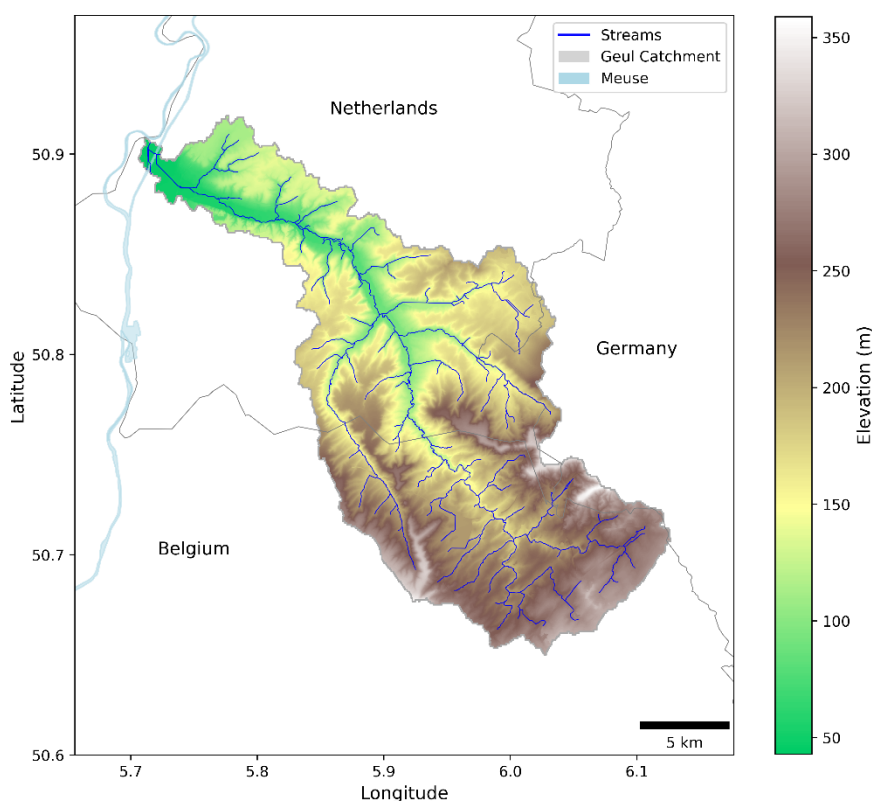 Streams
Geul Catchment
Meuse
Netherlands
Germany
Belgium
5 km
50.9
50.8
50.7
50.6
Latitude
5.7
5.8
5.9
6.0
6.1
Longitude
350
300
250
200
150
100
50
Elevation (m)